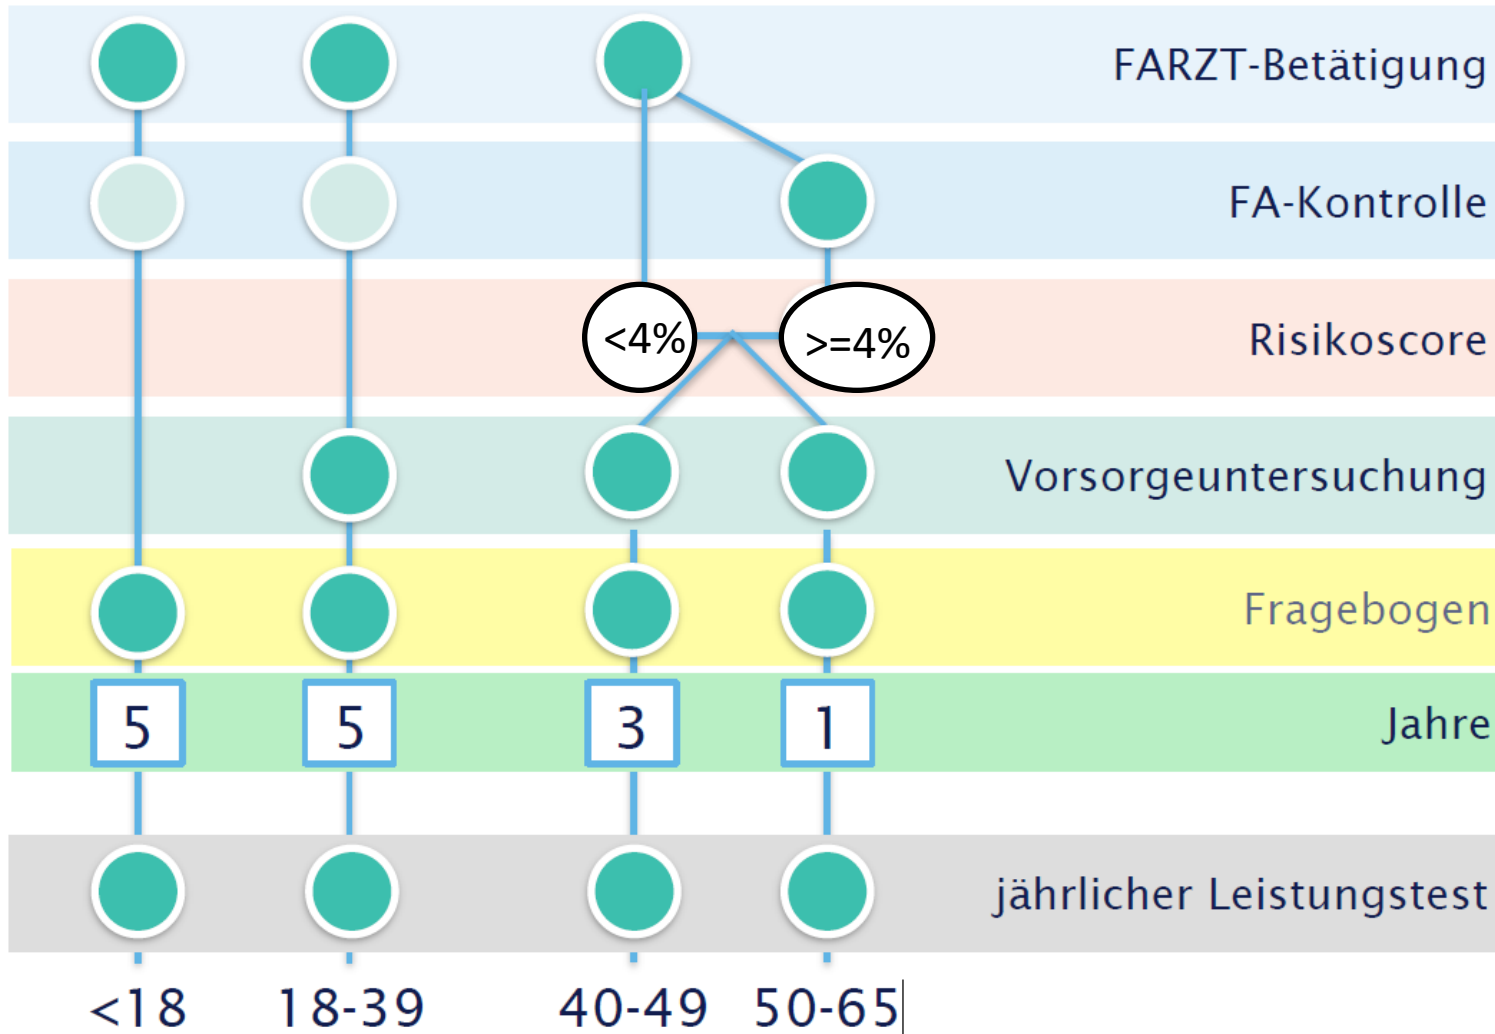 FARZT-Betätigung
FA-Kontrolle
<4% >=4% Risikoscore
Vorsorgeuntersuchung
Fragebogen
5 5 3 1 Jahre
jährlicher Leistungstest
<18 18-39 40-49 50-65